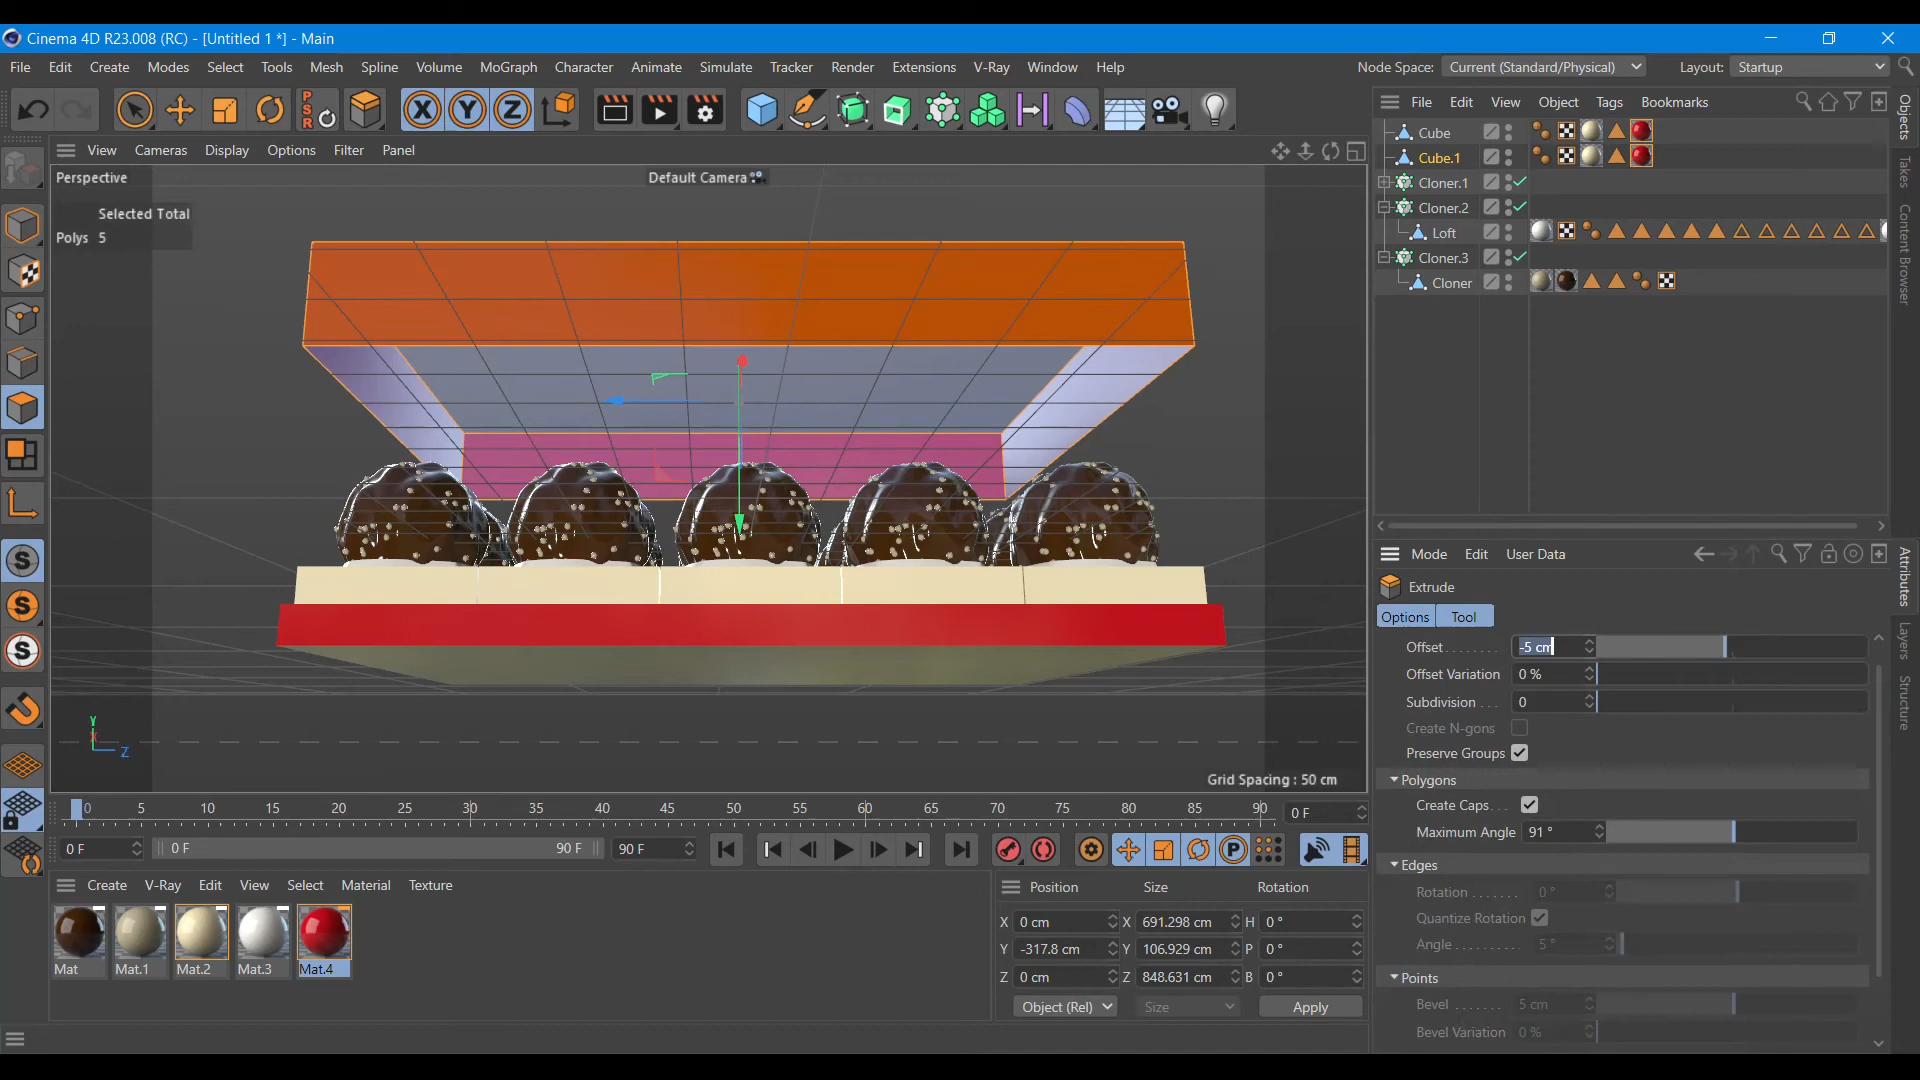 Cinema 4D R23.008 (RC) - [Untitled 1 *] - Main
File Edit Create Modes Select Tools Mesh Spline Volume MoGraph Character Animate Simulate Tracker Render Extensions V-Ray Window Help Node Space: Current (Standard/Physical) Layout: Startup
PSR X Y Z
File Edit View Object Tags Bookmarks
View Cameras Display Options Filter Panel
Perspective
Default Camera
Selected Total
Polys 5
Cube
Cube.1
Cloner.1
Cloner.2
Loft
Cloner.3
Cloner
Objects
Takes
Content Browser
Y
X
Z
Grid Spacing : 50 cm
Mode Edit User Data
Extrude
Options Tool
Offset -5 cm
Offset Variation 0 %
Subdivision 0
Create N-gons
Preserve Groups
Polygons
Create Caps
Maximum Angle 91 °
Edges
Rotation 0 °
Quantize Rotation
Angle 5 °
Points
Bevel 5 cm
Bevel Variation 0 %
Attributes
Layers
Structure
0 5 10 15 20 25 30 35 40 45 50 55 60 65 70 75 80 85 90 0 F
0 F 0 F 90 F 90 F
P
Create V-Ray Edit View Select Material Texture
Mat Mat.1 Mat.2 Mat.3 Mat.4
Position Size Rotation
X 0 cm X 691.298 cm H 0 °
Y -317.8 cm Y 106.929 cm P 0 °
Z 0 cm Z 848.631 cm B 0 °
Object (Rel) Size Apply
S
S
S